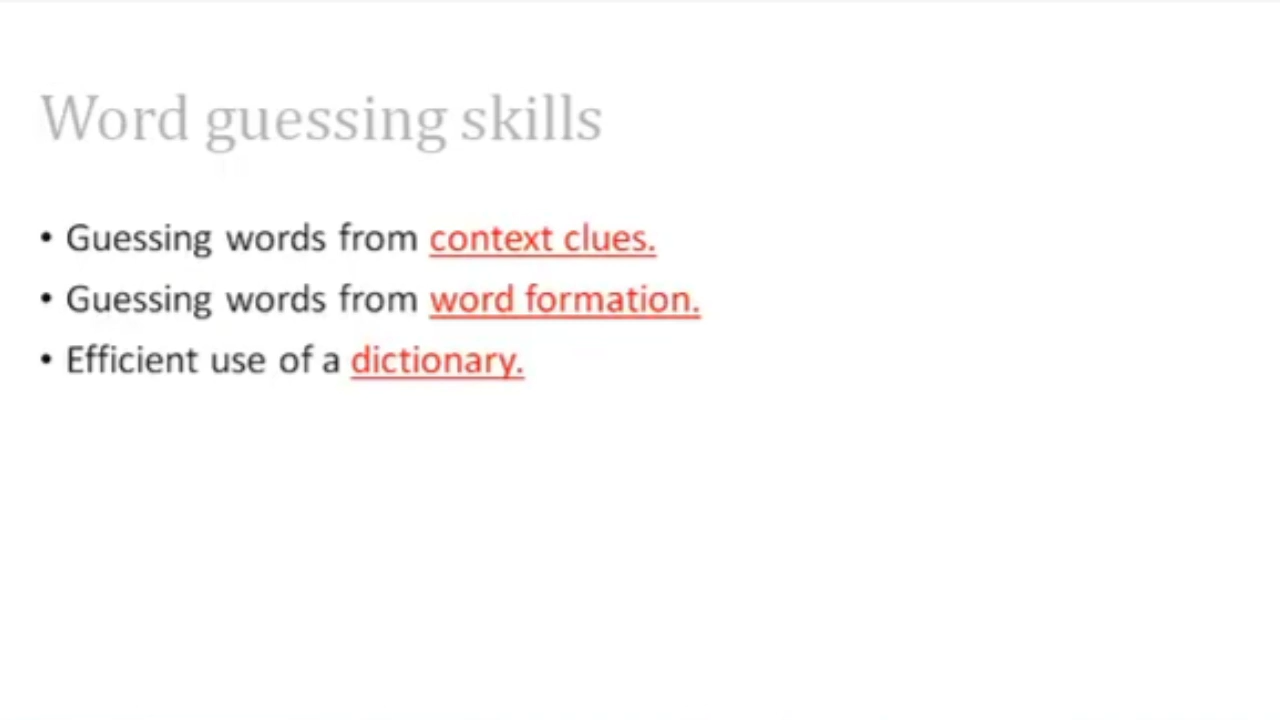 Word guessing skills
• Guessing words from context clues.
• Guessing words from word formation.
• Efficient use of a dictionary.